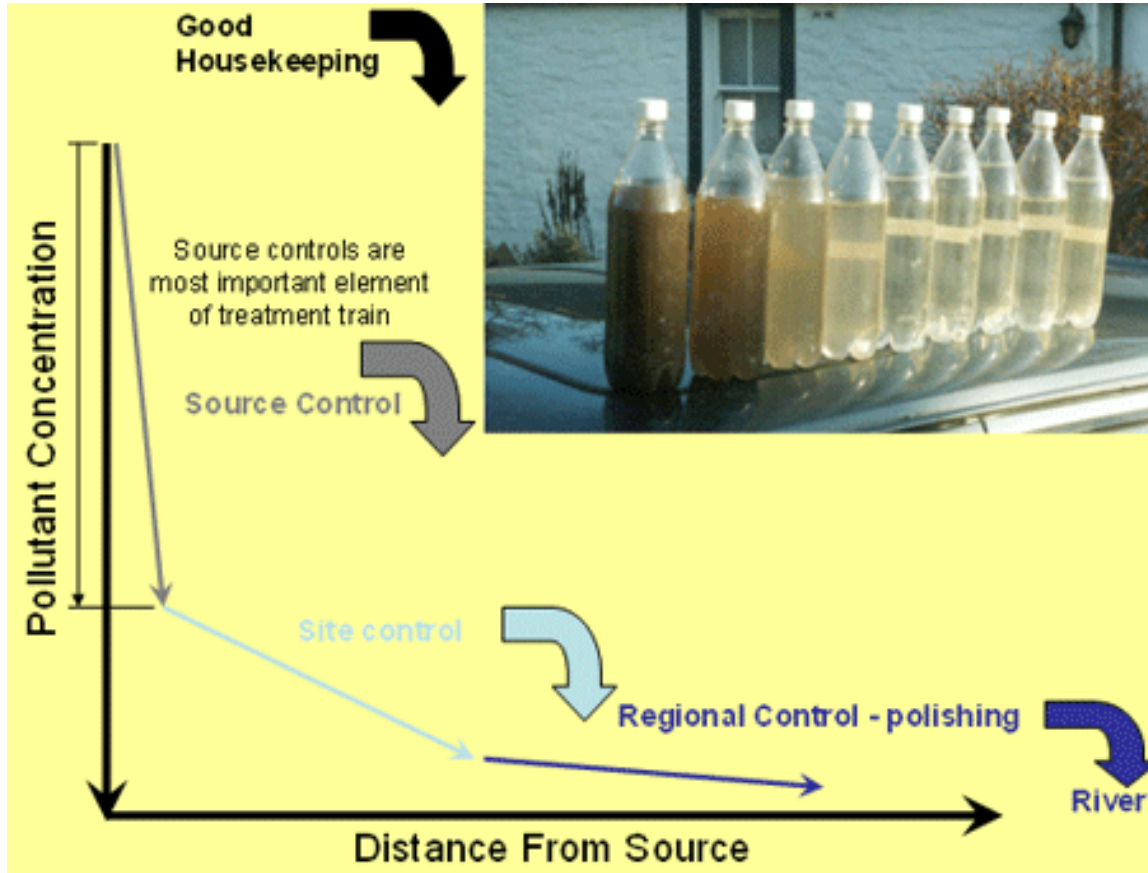 Good
Housekeeping
Source controls are
most important element
of treatment train
Source Control
Pollutant Concentration
Site control
Regional Control - polishing
River
Distance From Source